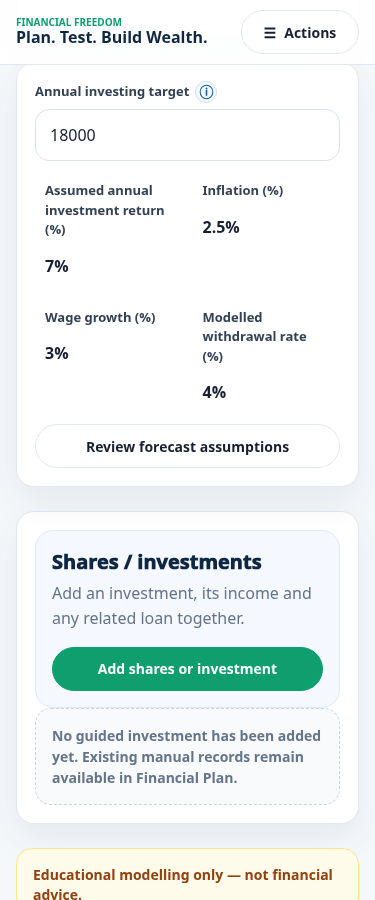 FINANCIAL FREEDOM
Plan. Test. Build Wealth.
☰ Actions
Annual investing target ⓘ
18000
Assumed annual
investment return
(%)
7%
Inflation (%)
2.5%
Wage growth (%)
3%
Modelled
withdrawal rate
(%)
4%
Review forecast assumptions
Shares / investments
Add an investment, its income and
any related loan together.
Add shares or investment
No guided investment has been added
yet. Existing manual records remain
available in Financial Plan.
Educational modelling only — not financial
advice.